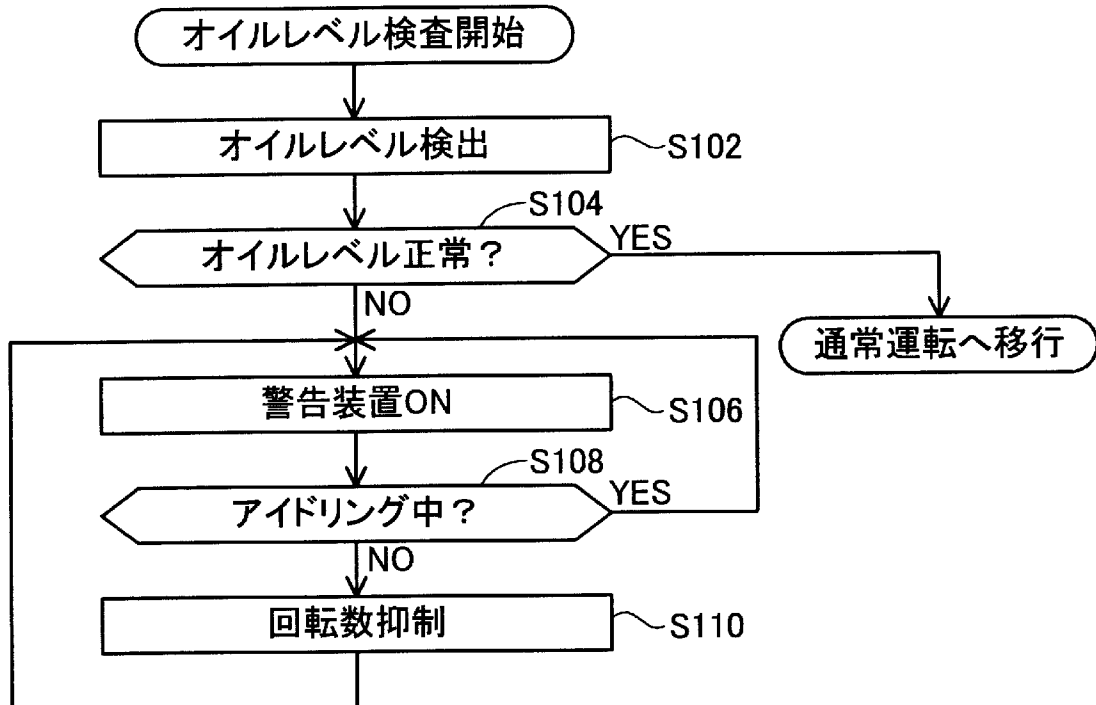 オイルレベル検査開始
オイルレベル検出
S102
S104
オイルレベル正常？
YES
NO
通常運転へ移行
警告装置ON
S106
S108
アイドリング中？
YES
NO
回転数抑制
S110